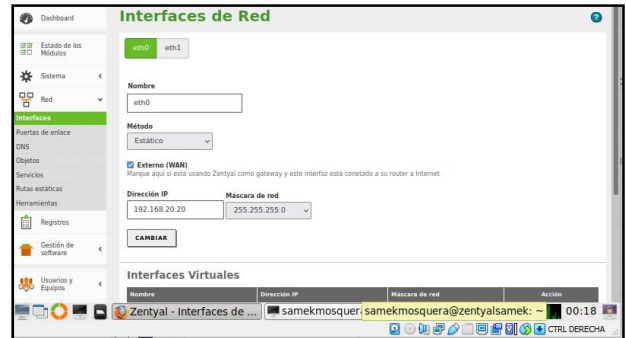 Dashboard
Estado de los
Módulos
Sistema
Red
Interfaces
Puertas de enlace
DNS
Objetos
Servicios
Rutas estáticas
Herramientas
Registros
Gestión de
software
Usuarios y
Equipos
Interfaces de Red
eth0 eth1
Nombre
eth0
Método
Estático
Externo (WAN)
Marque aquí si está usando Zentyal como gateway y este interfaz está conetado a su router a Internet
Dirección IP Máscara de red
192.168.20.20 255.255.255.0
CAMBIAR
Interfaces Virtuales
Nombre Dirección IP Máscara de red Acción
Zentyal - Interfaces de ... samekmosquer samekmosquera@zentyalsamek: ~ 00:18
CTRL DERECHA